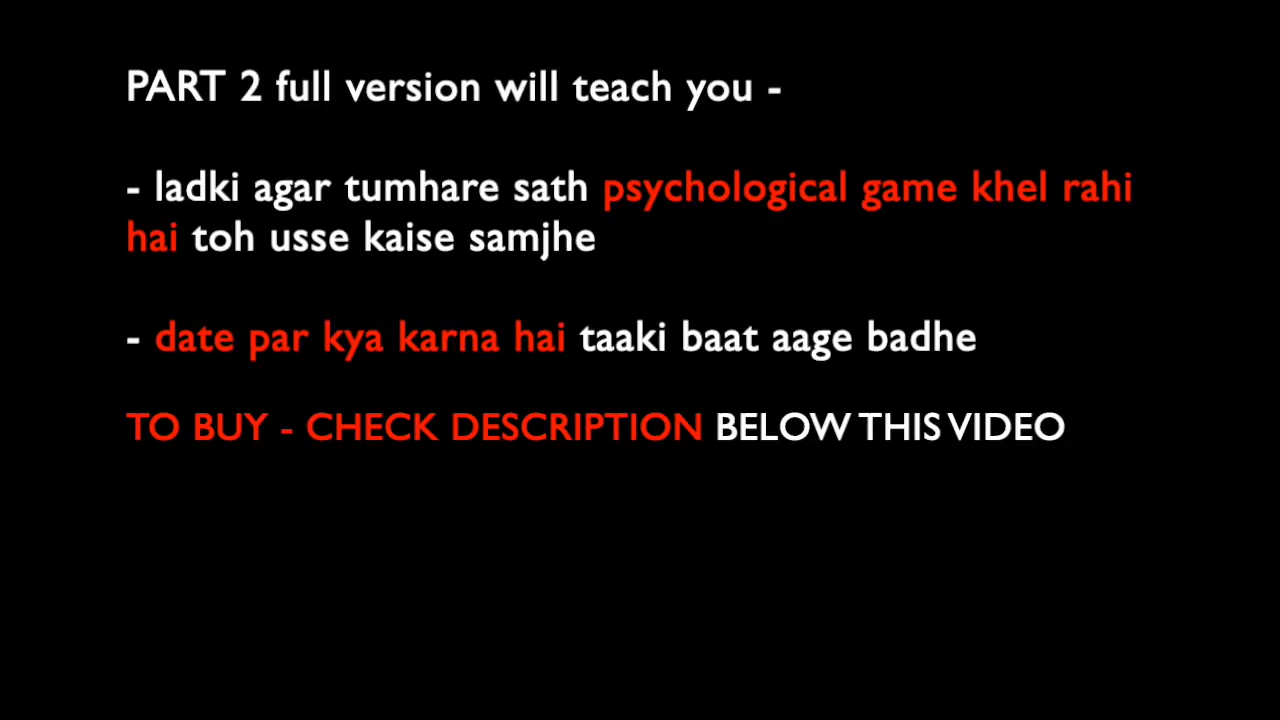 PART 2 full version will teach you -
- ladki agar tumhare sath psychological game khel rahi
hai toh usse kaise samjhe
- date par kya karna hai taaki baat aage badhe
TO BUY - CHECK DESCRIPTION BELOW THIS VIDEO